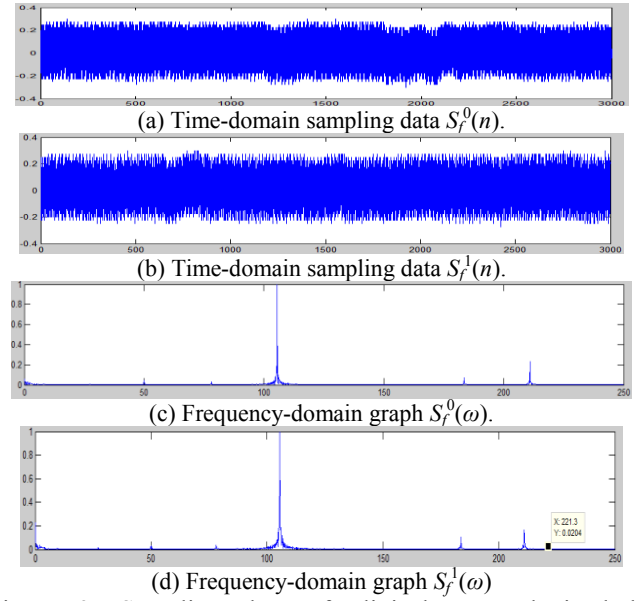 0.4
0.2
0
-0.2
-0.4
0 500 1000 1500 2000 2500 3000
(a) Time-domain sampling data S_f^0(n).
0.4
0.2
0
-0.2
-0.4
0 500 1000 1500 2000 2500 3000
(b) Time-domain sampling data S_f^1(n).
1
0.8
0.6
0.4
0.2
0 50 100 150 200 250
(c) Frequency-domain graph S_f^0(ω).
1
0.8
0.6
0.4
0.2
0
0 50 100 150 200 250
X: 221.3
Y: 0.0204
(d) Frequency-domain graph S_f^1(ω)